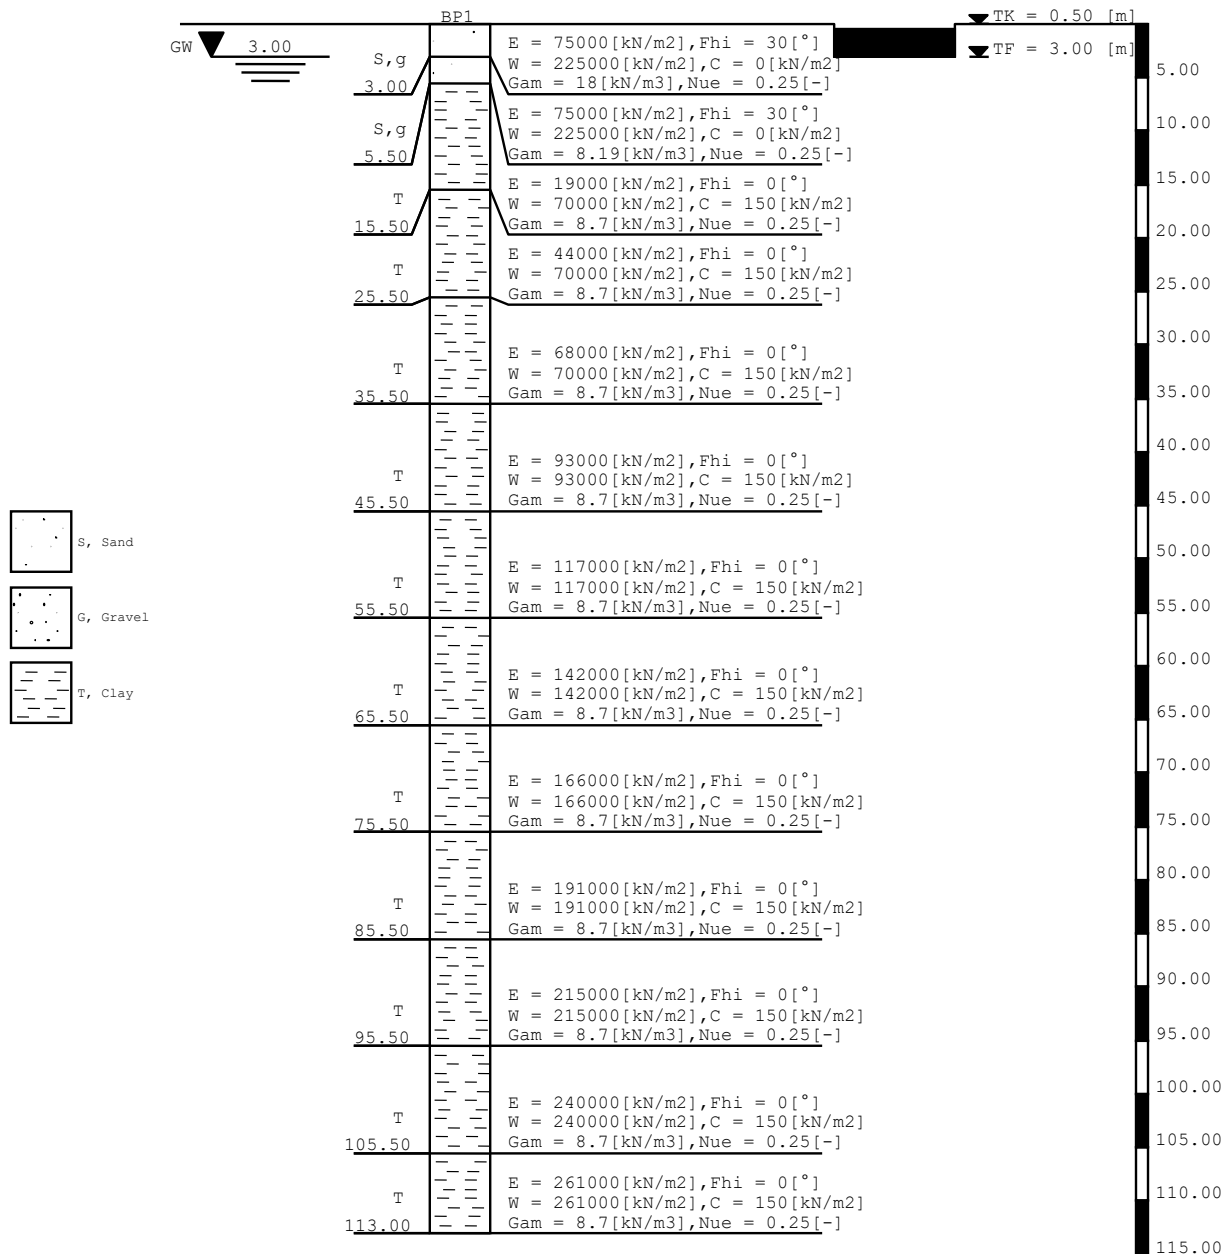 BP1
TK = 0.50 [m]
GW 3.00
TF = 3.00 [m]
S,g
3.00
E = 75000[kN/m2],Fhi = 30[°]
W = 225000[kN/m2],C = 0[kN/m2]
Gam = 18[kN/m3],Nue = 0.25[-]
S,g
5.50
E = 75000[kN/m2],Fhi = 30[°]
W = 225000[kN/m2],C = 0[kN/m2]
Gam = 8.19[kN/m3],Nue = 0.25[-]
T
15.50
E = 19000[kN/m2],Fhi = 0[°]
W = 70000[kN/m2],C = 150[kN/m2]
Gam = 8.7[kN/m3],Nue = 0.25[-]
T
25.50
E = 44000[kN/m2],Fhi = 0[°]
W = 70000[kN/m2],C = 150[kN/m2]
Gam = 8.7[kN/m3],Nue = 0.25[-]
T
35.50
E = 68000[kN/m2],Fhi = 0[°]
W = 70000[kN/m2],C = 150[kN/m2]
Gam = 8.7[kN/m3],Nue = 0.25[-]
T
45.50
E = 93000[kN/m2],Fhi = 0[°]
W = 93000[kN/m2],C = 150[kN/m2]
Gam = 8.7[kN/m3],Nue = 0.25[-]
T
55.50
E = 117000[kN/m2],Fhi = 0[°]
W = 117000[kN/m2],C = 150[kN/m2]
Gam = 8.7[kN/m3],Nue = 0.25[-]
T
65.50
E = 142000[kN/m2],Fhi = 0[°]
W = 142000[kN/m2],C = 150[kN/m2]
Gam = 8.7[kN/m3],Nue = 0.25[-]
T
75.50
E = 166000[kN/m2],Fhi = 0[°]
W = 166000[kN/m2],C = 150[kN/m2]
Gam = 8.7[kN/m3],Nue = 0.25[-]
T
85.50
E = 191000[kN/m2],Fhi = 0[°]
W = 191000[kN/m2],C = 150[kN/m2]
Gam = 8.7[kN/m3],Nue = 0.25[-]
T
95.50
E = 215000[kN/m2],Fhi = 0[°]
W = 215000[kN/m2],C = 150[kN/m2]
Gam = 8.7[kN/m3],Nue = 0.25[-]
T
105.50
E = 240000[kN/m2],Fhi = 0[°]
W = 240000[kN/m2],C = 150[kN/m2]
Gam = 8.7[kN/m3],Nue = 0.25[-]
T
113.00
E = 261000[kN/m2],Fhi = 0[°]
W = 261000[kN/m2],C = 150[kN/m2]
Gam = 8.7[kN/m3],Nue = 0.25[-]
S, Sand
G, Gravel
T, Clay
5.00
10.00
15.00
20.00
25.00
30.00
35.00
40.00
45.00
50.00
55.00
60.00
65.00
70.00
75.00
80.00
85.00
90.00
95.00
100.00
105.00
110.00
115.00